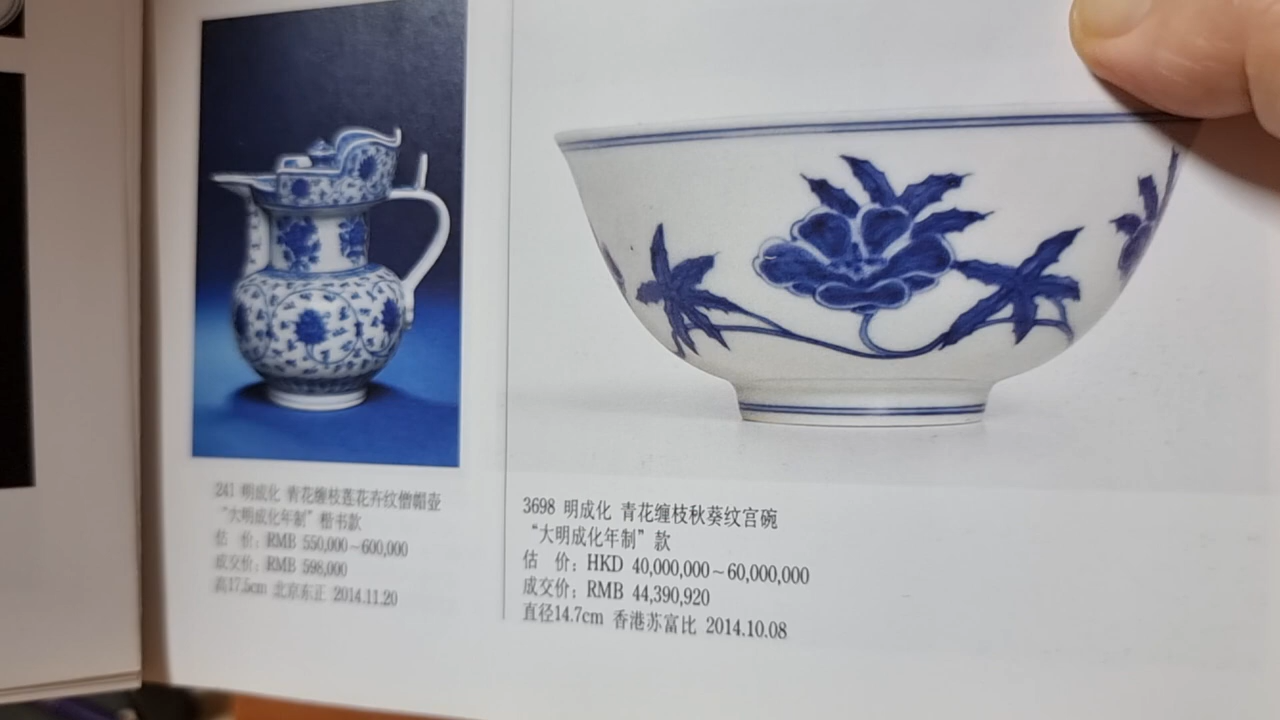 241 明成化 青花缠枝莲花卉纹僧帽壶
“大明成化年制”楷书款
估 价：RMB 550,000～600,000
成交价：RMB 598,000
高17.5cm 北京东正 2014.11.20
3698 明成化 青花缠枝秋葵纹宫碗
“大明成化年制”款
估 价：HKD 40,000,000～60,000,000
成交价：RMB 44,390,920
直径14.7cm 香港苏富比 2014.10.08